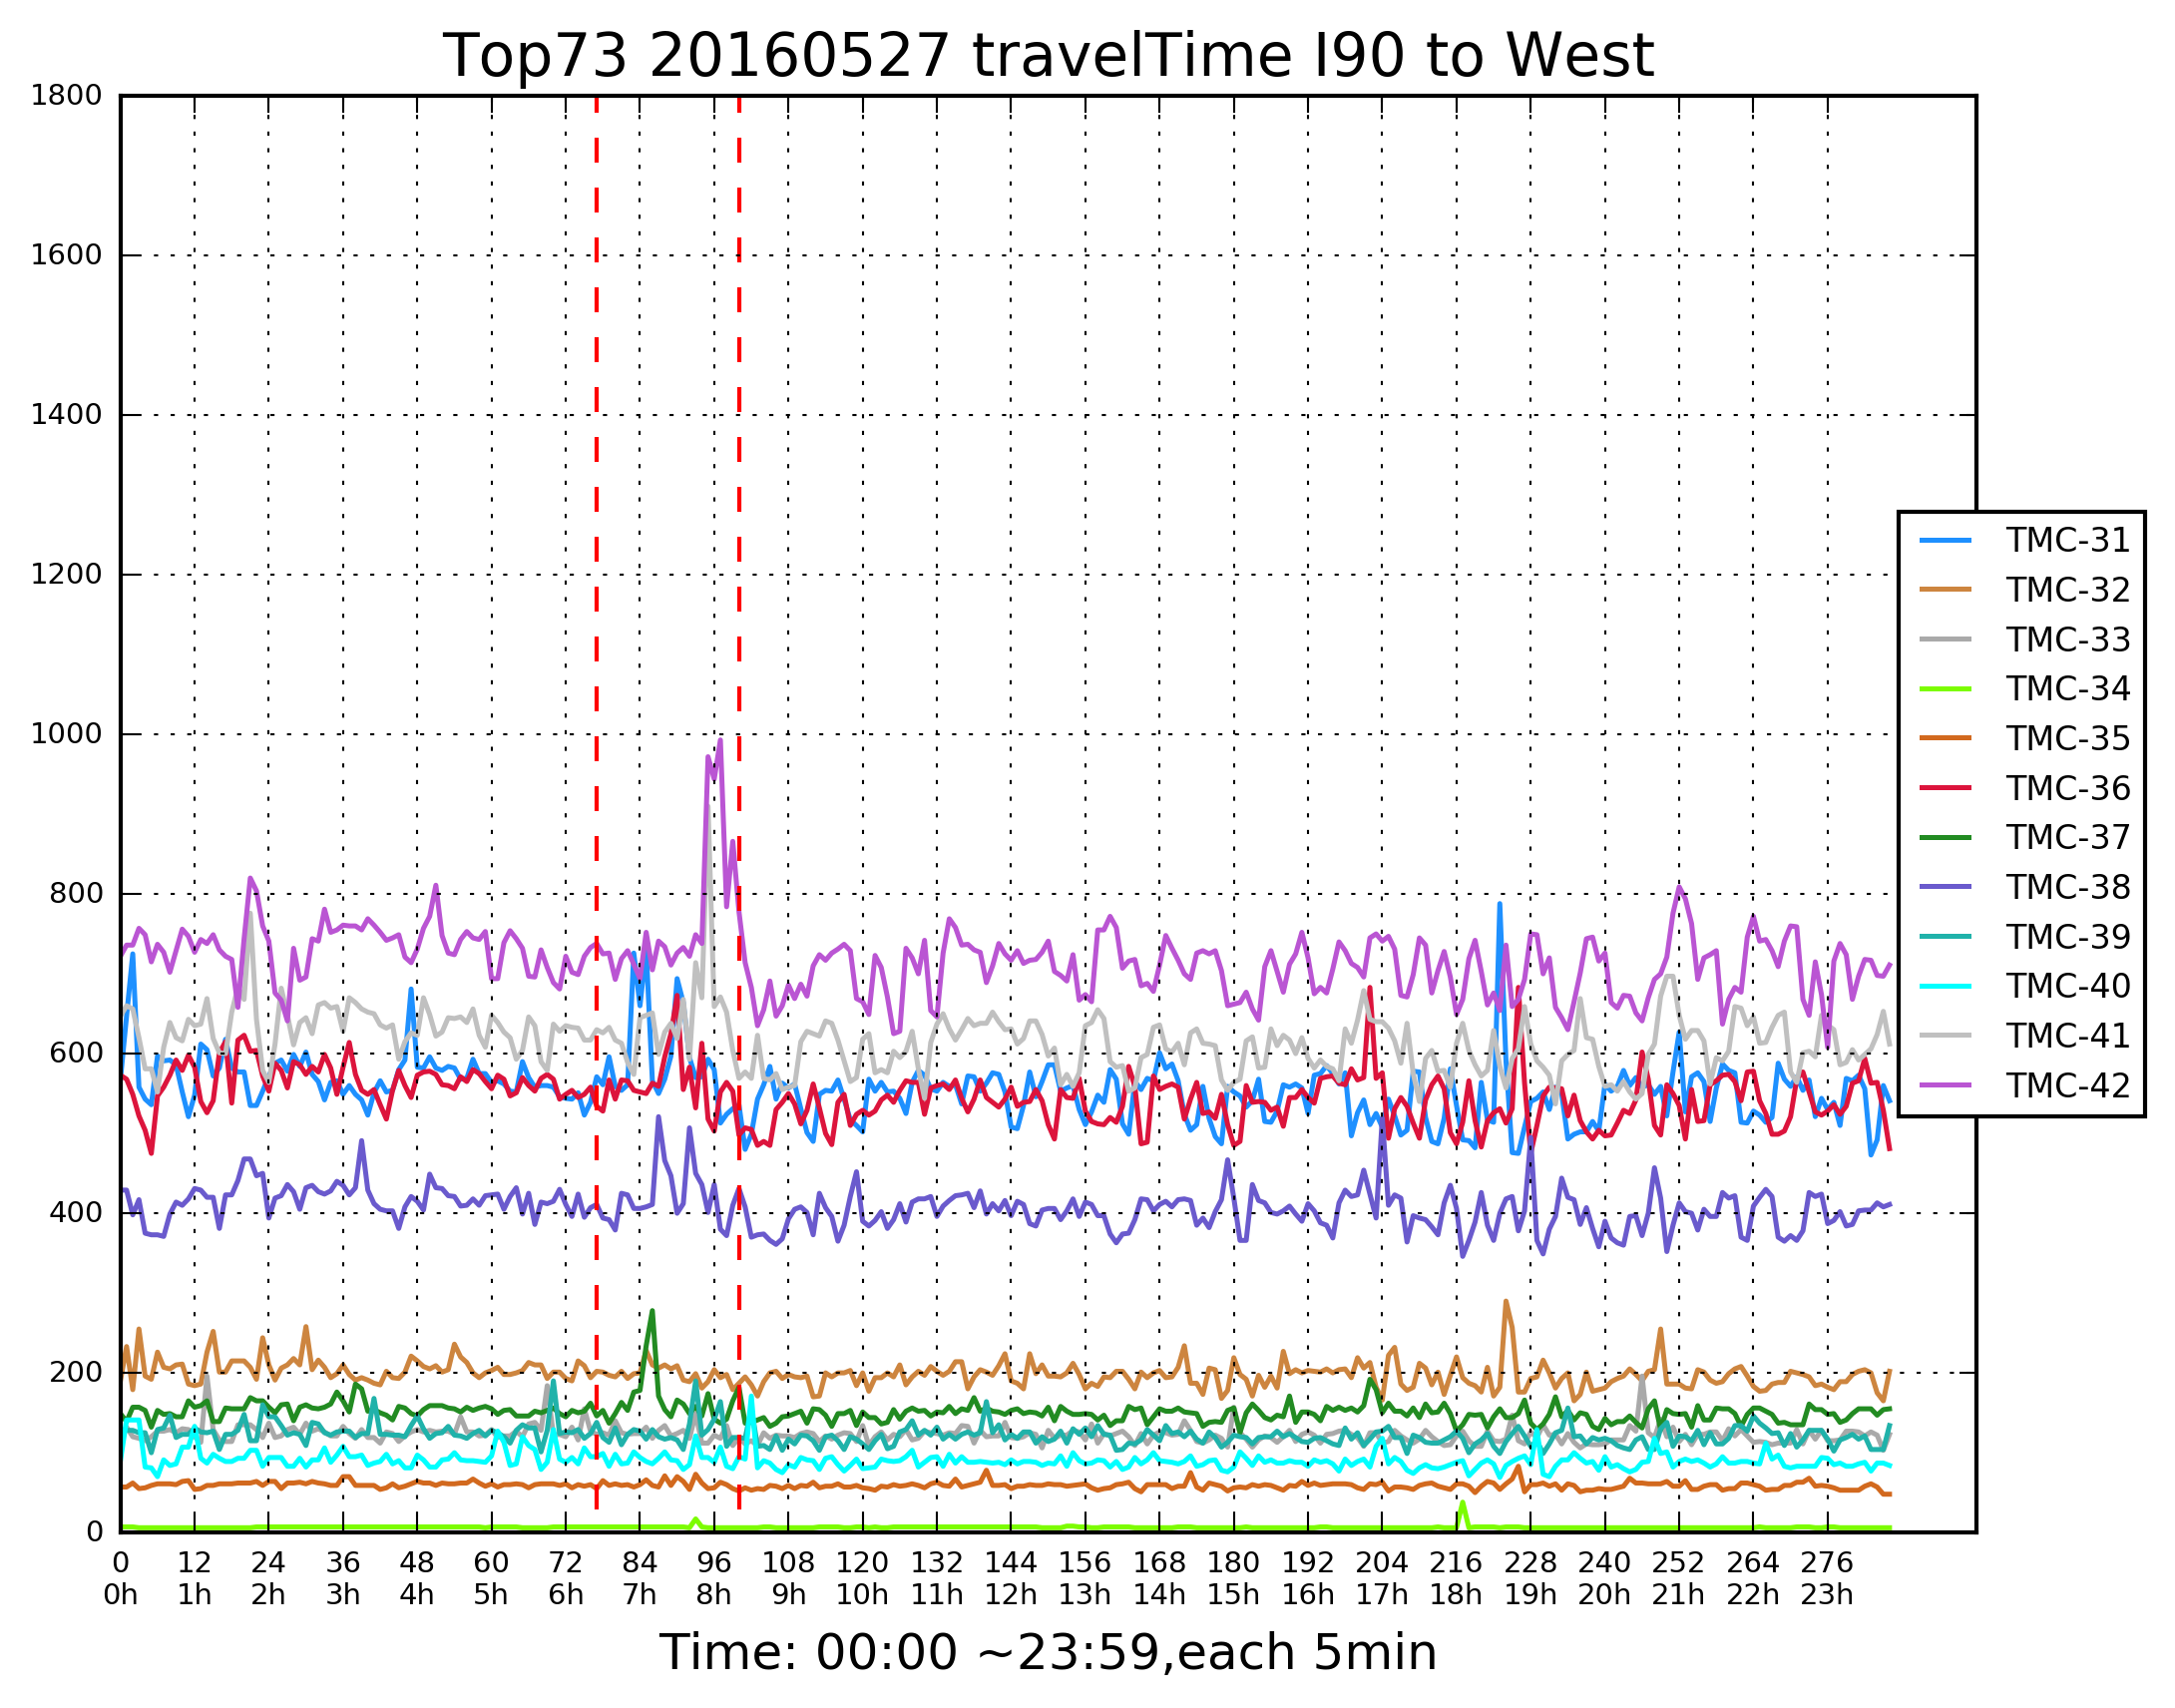 Top73 20160527 travelTime I90 to West
1800
1600
1400
1200
1000
800
600
400
200
0
TMC-31
TMC-32
TMC-33
TMC-34
TMC-35
TMC-36
TMC-37
TMC-38
TMC-39
TMC-40
TMC-41
TMC-42
0 12 24 36 48 60 72 84 96 108 120 132 144 156 168 180 192 204 216 228 240 252 264 276
0h 1h 2h 3h 4h 5h 6h 7h 8h 9h 10h 11h 12h 13h 14h 15h 16h 17h 18h 19h 20h 21h 22h 23h
Time: 00:00 ~23:59,each 5min